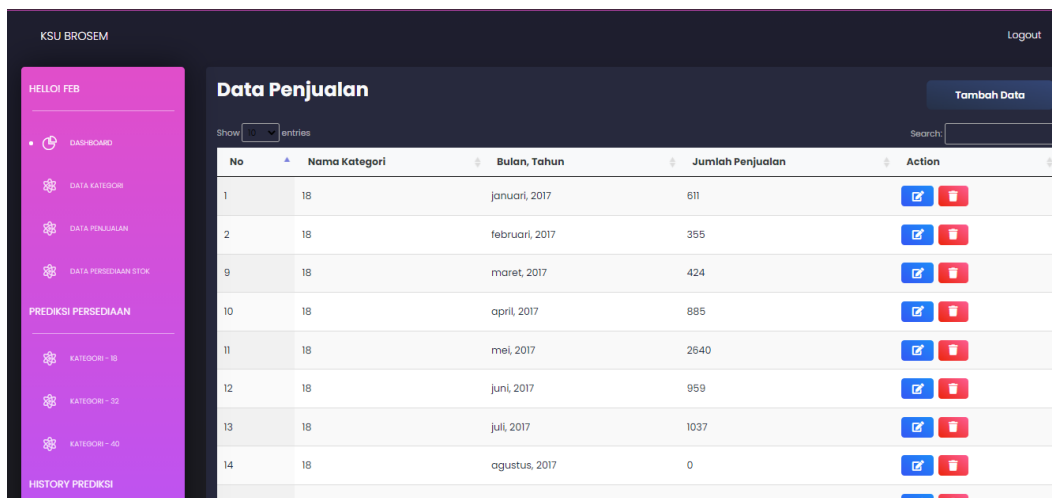 KSU BROSEM
Logout
HELLO! FEB
DASHBOARD
DATA KATEGORI
DATA PENJUALAN
DATA PERSEDIAAN STOK
PREDIKSI PERSEDIAAN
KATEGORI - 18
KATEGORI - 32
KATEGORI - 40
HISTORY PREDIKSI
Data Penjualan
Tambah Data
Show 10 entries
Search:
No Nama Kategori Bulan, Tahun Jumlah Penjualan Action
1 18 januari, 2017 611
2 18 februari, 2017 355
9 18 maret, 2017 424
10 18 april, 2017 885
11 18 mei, 2017 2640
12 18 juni, 2017 959
13 18 juli, 2017 1037
14 18 agustus, 2017 0